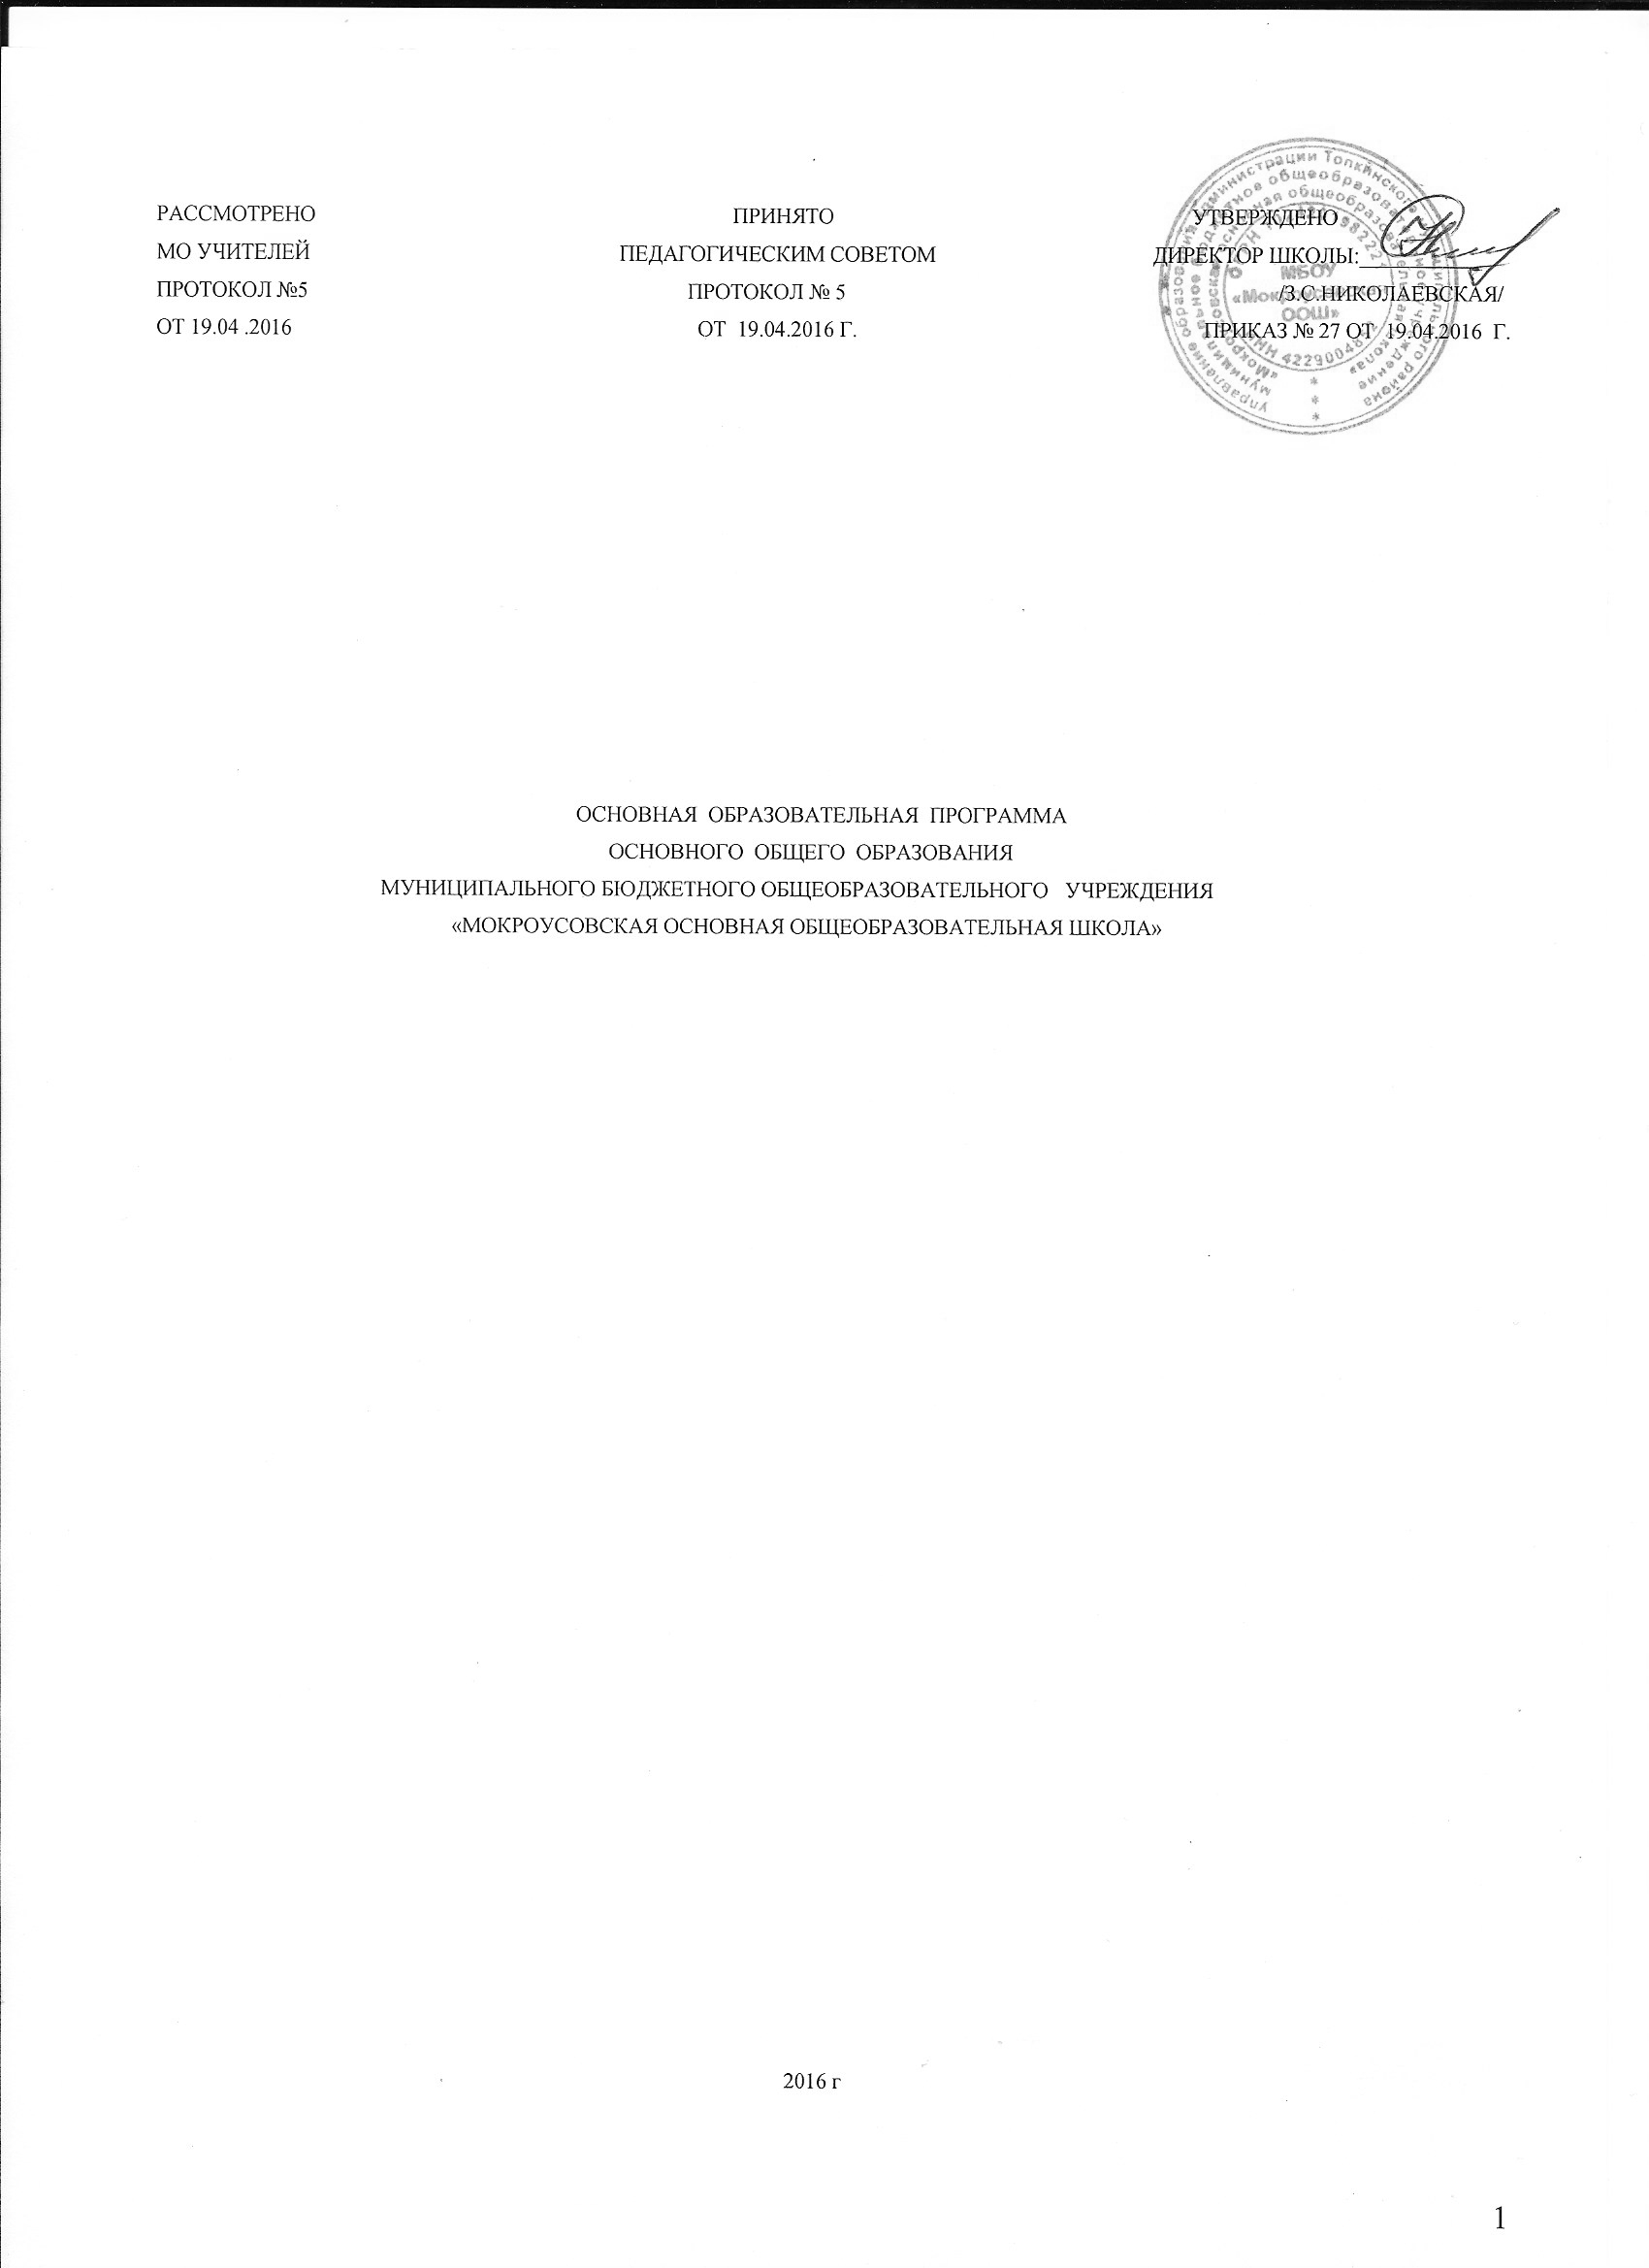 РАССМОТРЕНО
МО УЧИТЕЛЕЙ
ПРОТОКОЛ №5
ОТ 19.04 .2016
ПРИНЯТО
ПЕДАГОГИЧЕСКИМ СОВЕТОМ
ПРОТОКОЛ № 5
ОТ 19.04.2016 Г.
УТВЕРЖДЕНО
ДИРЕКТОР ШКОЛЫ:
/З.С.НИКОЛАЕВСКАЯ/
ПРИКАЗ № 27 ОТ 19.04.2016 Г.
МБОУ
ООШ»
ОСНОВНАЯ ОБРАЗОВАТЕЛЬНАЯ ПРОГРАММА
ОСНОВНОГО ОБЩЕГО ОБРАЗОВАНИЯ
МУНИЦИПАЛЬНОГО БЮДЖЕТНОГО ОБЩЕОБРАЗОВАТЕЛЬНОГО УЧРЕЖДЕНИЯ
«МОКРОУСОВСКАЯ ОСНОВНАЯ ОБЩЕОБРАЗОВАТЕЛЬНАЯ ШКОЛА»
2016 г
1